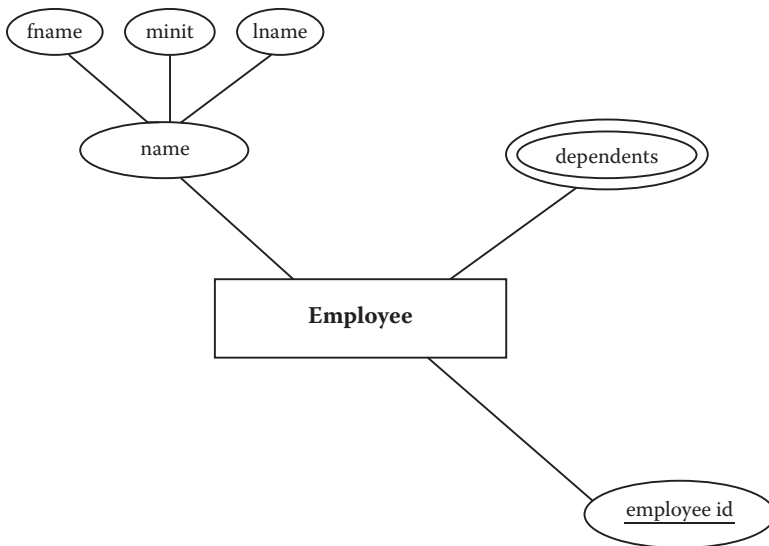 fname
minit
lname
name
dependents
Employee
employee id